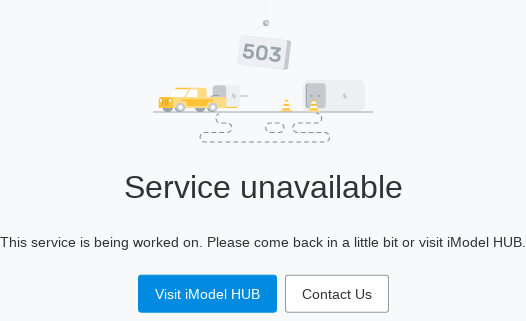 503
Service unavailable
This service is being worked on. Please come back in a little bit or visit iModel HUB.
Visit iModel HUB
Contact Us